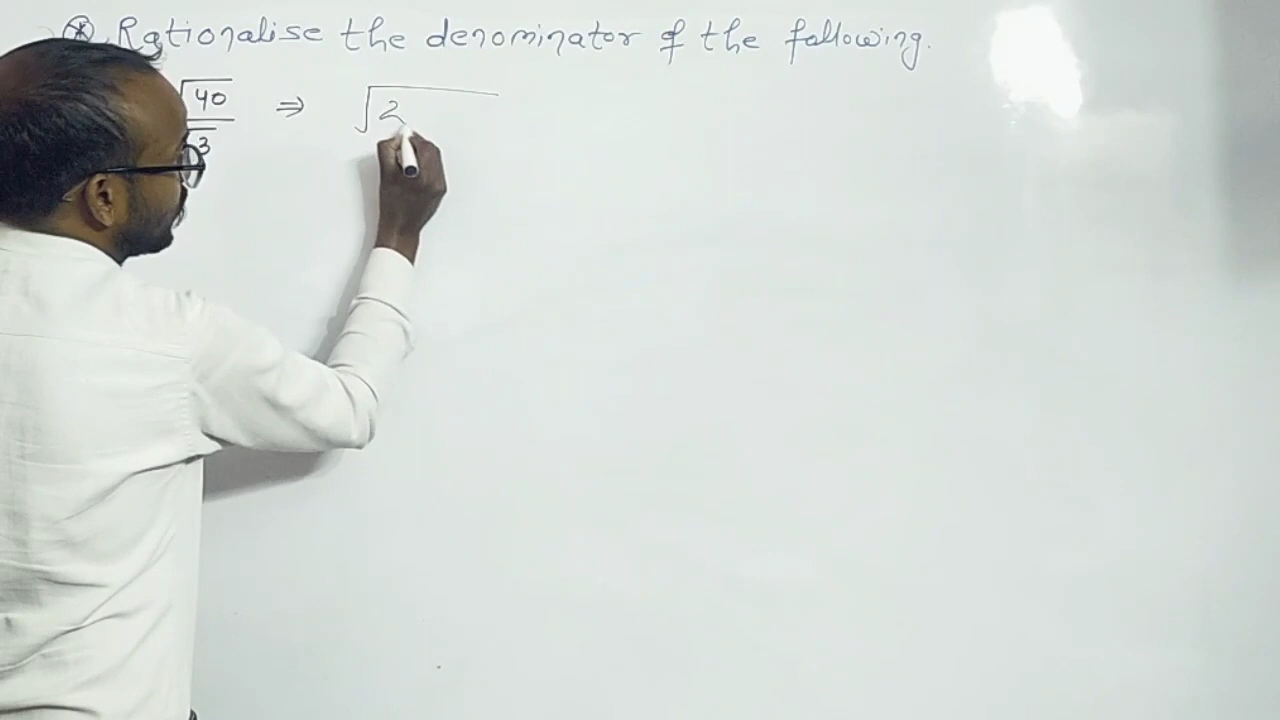 ⊛ Rationalise the denominator of the following.
√40/√3 ⇒ √2